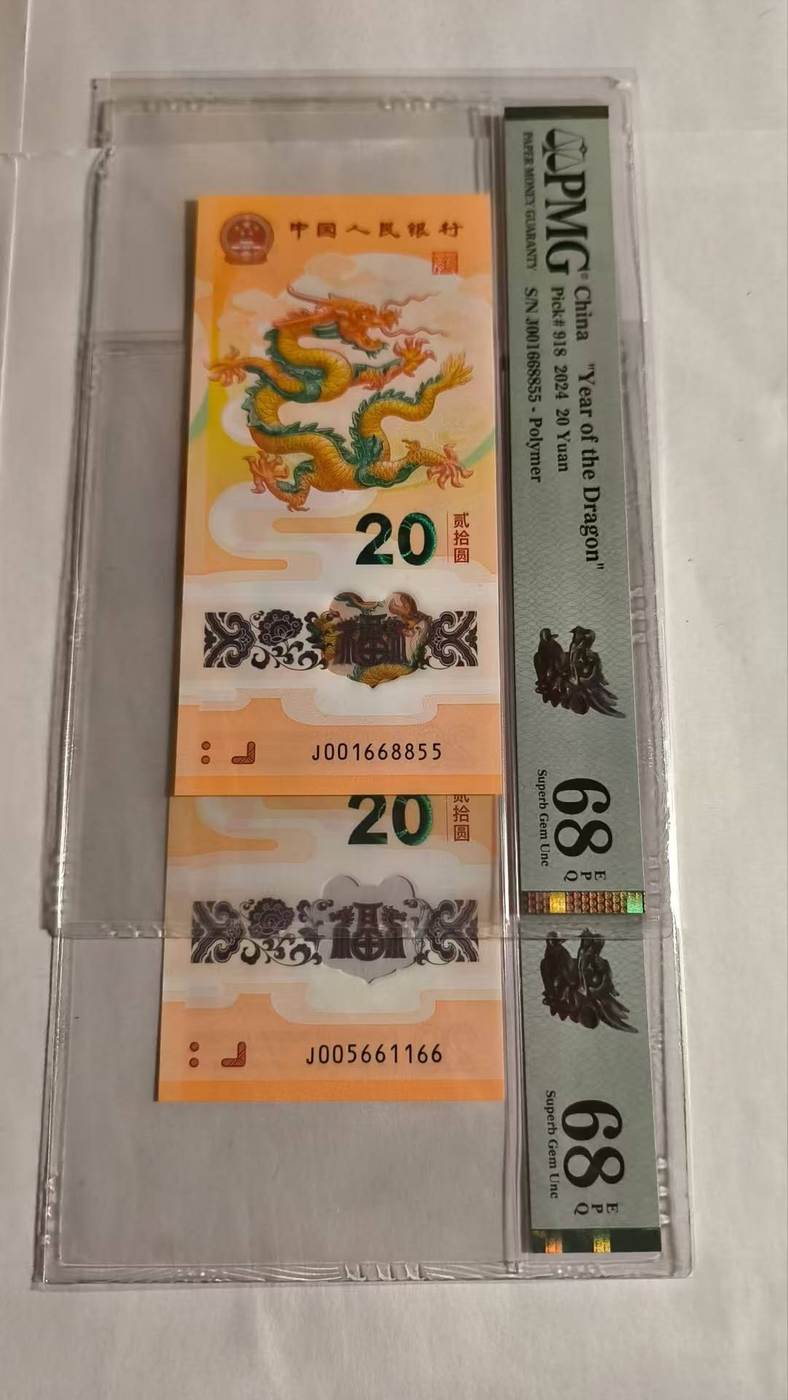 中国人民银行
20
贰拾圆
福
J001668855
20
贰拾圆
福
J005661166
PMG®
PAPER MONEY GUARANTY
China "Year of the Dragon"
Pick# 918 2024 20 Yuan
S/N J001668855 - Polymer
68 EPQ
Superb Gem Unc
68 EPQ
Superb Gem Unc